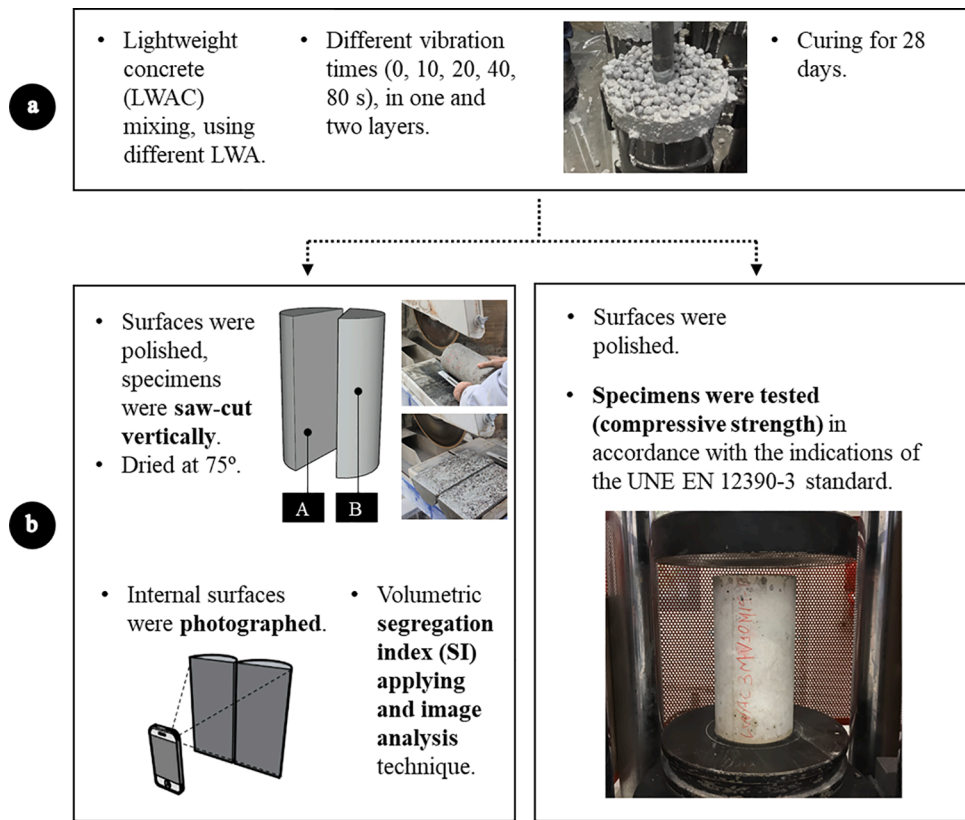 a
• Lightweight
concrete
(LWAC)
mixing, using
different LWA.
• Different vibration
times (0, 10, 20, 40,
80 s), in one and
two layers.
• Curing for 28
days.
b
• Surfaces were
polished,
specimens
were saw-cut
vertically.
• Dried at 75º.
A
B
• Internal surfaces
were photographed.
• Volumetric
segregation
index (SI)
applying
and image
analysis
technique.
• Surfaces were
polished.
• Specimens were tested
(compressive strength) in
accordance with the indications of
the UNE EN 12390-3 standard.